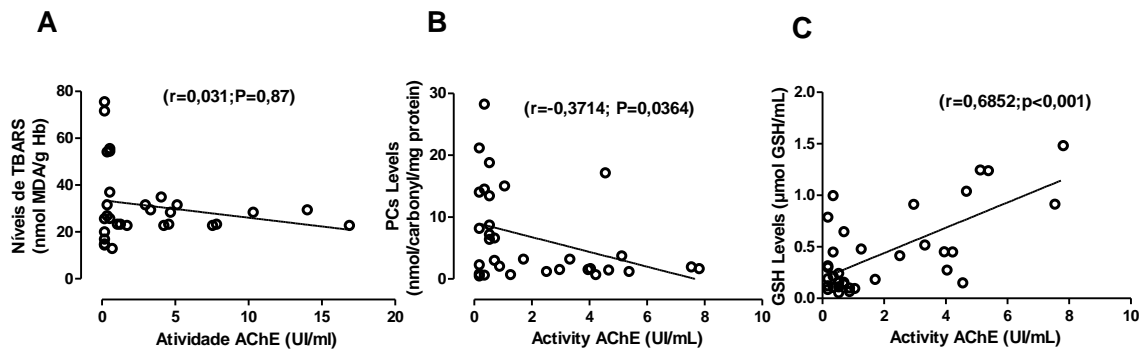 A
(r=0,031;P=0,87)
Níveis de TBARS
(nmol MDA/g Hb)
80
60
40
20
0
0
5
10
15
20
Atividade AChE (UI/ml)
B
(r=-0,3714; P=0,0364)
PCs Levels
(nmol/carbonyl/mg protein)
30
20
10
0
0
2
4
6
8
10
Activity AChE (UI/mL)
C
(r=0,6852;p<0,001)
GSH Levels (µmol GSH/mL)
2.0
1.5
1.0
0.5
0.0
0
2
4
6
8
10
Activity AChE (UI/mL)